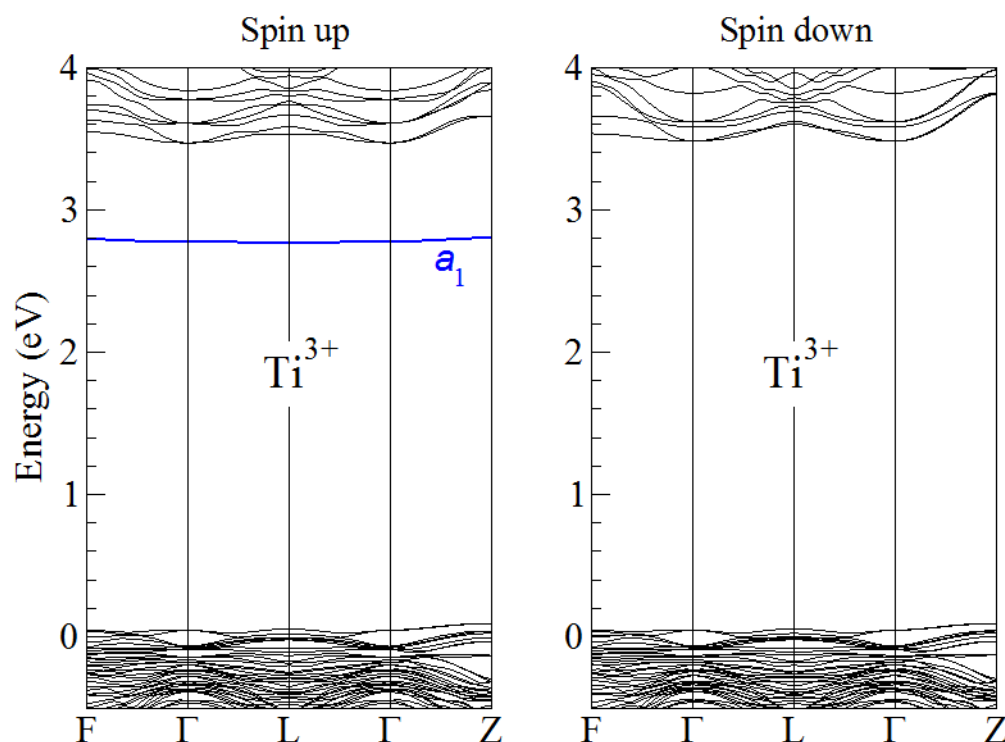 Spin up
Spin down
Energy (eV)
4
3
2
1
0
a1
Ti3+
F Γ L Γ Z
4
3
2
1
0
Ti3+
F Γ L Γ Z